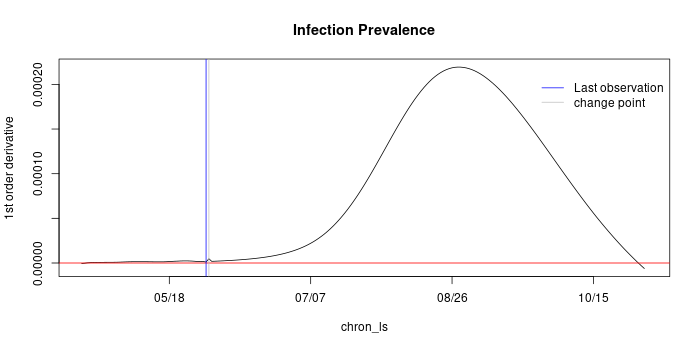 Infection Prevalence
1st order derivative
0.00020
0.00010
0.00000
Last observation
change point
05/18 07/07 08/26 10/15
chron_ls